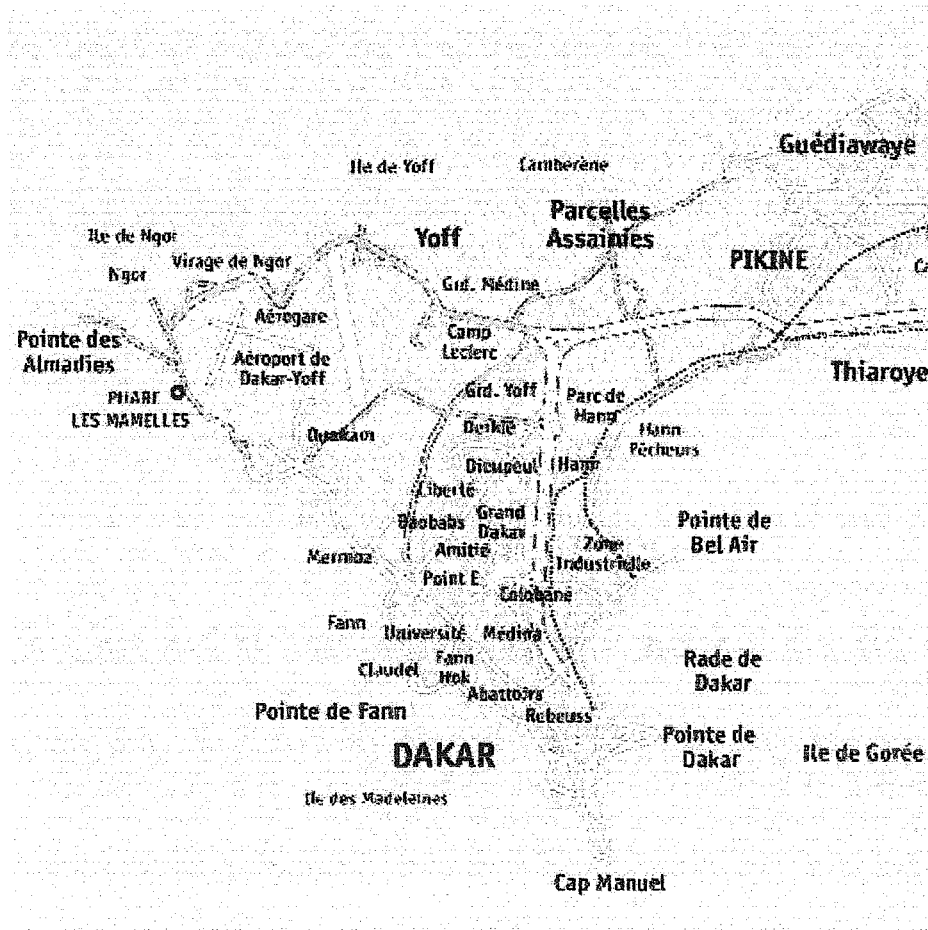 Guédiawaye
Ile de Yoff
Camberène
Parcelles
Assainies
Yoff
Ile de Ngor
Ngor
Virage de Ngor
PIKINE
Grd. Médine
Aérogare
Camp
Leclerc
Pointe des
Almadies
Aéroport de
Dakar-Yoff
Thiaroye
PHARE
LES MAMELLES
Grd. Yoff
Parc de
Hann
Ouakam
Derklé
Hann
Pêcheurs
Dieupeul
Hann
Liberté
Baobabs
Grand
Dakar
Pointe de
Bel Air
Mermoz
Amitié
Zone
Industrielle
Point E
Colobane
Fann
Université
Médina
Claudel
Fann
Hok
Rade de
Dakar
Abattoirs
Pointe de Fann
Rebeuss
DAKAR
Pointe de
Dakar
Ile de Gorée
Ile des Madeleines
Cap Manuel